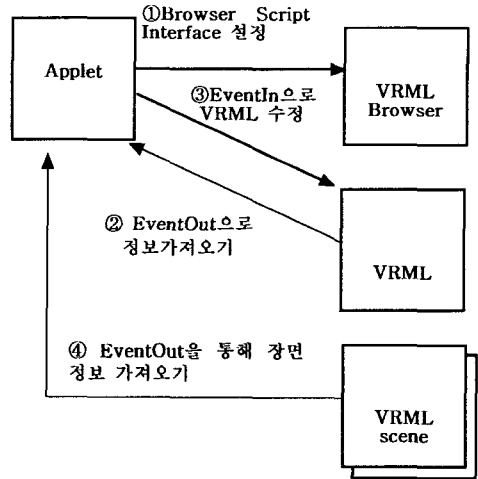 ①Browser Script
Interface 설정
Applet
VRML
Browser
③EventIn으로
VRML 수정
② EventOut으로
정보가져오기
VRML
④ EventOut을 통해 장면
정보 가져오기
VRML
scene